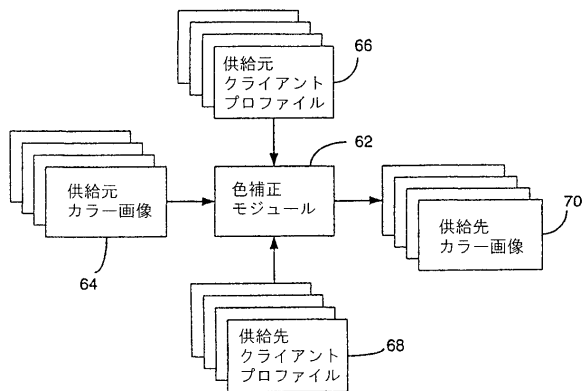 66
供給元
クライアント
プロファイル
62
供給元
カラー画像
64
色補正
モジュール
70
供給先
カラー画像
供給先
クライアント
プロファイル
68